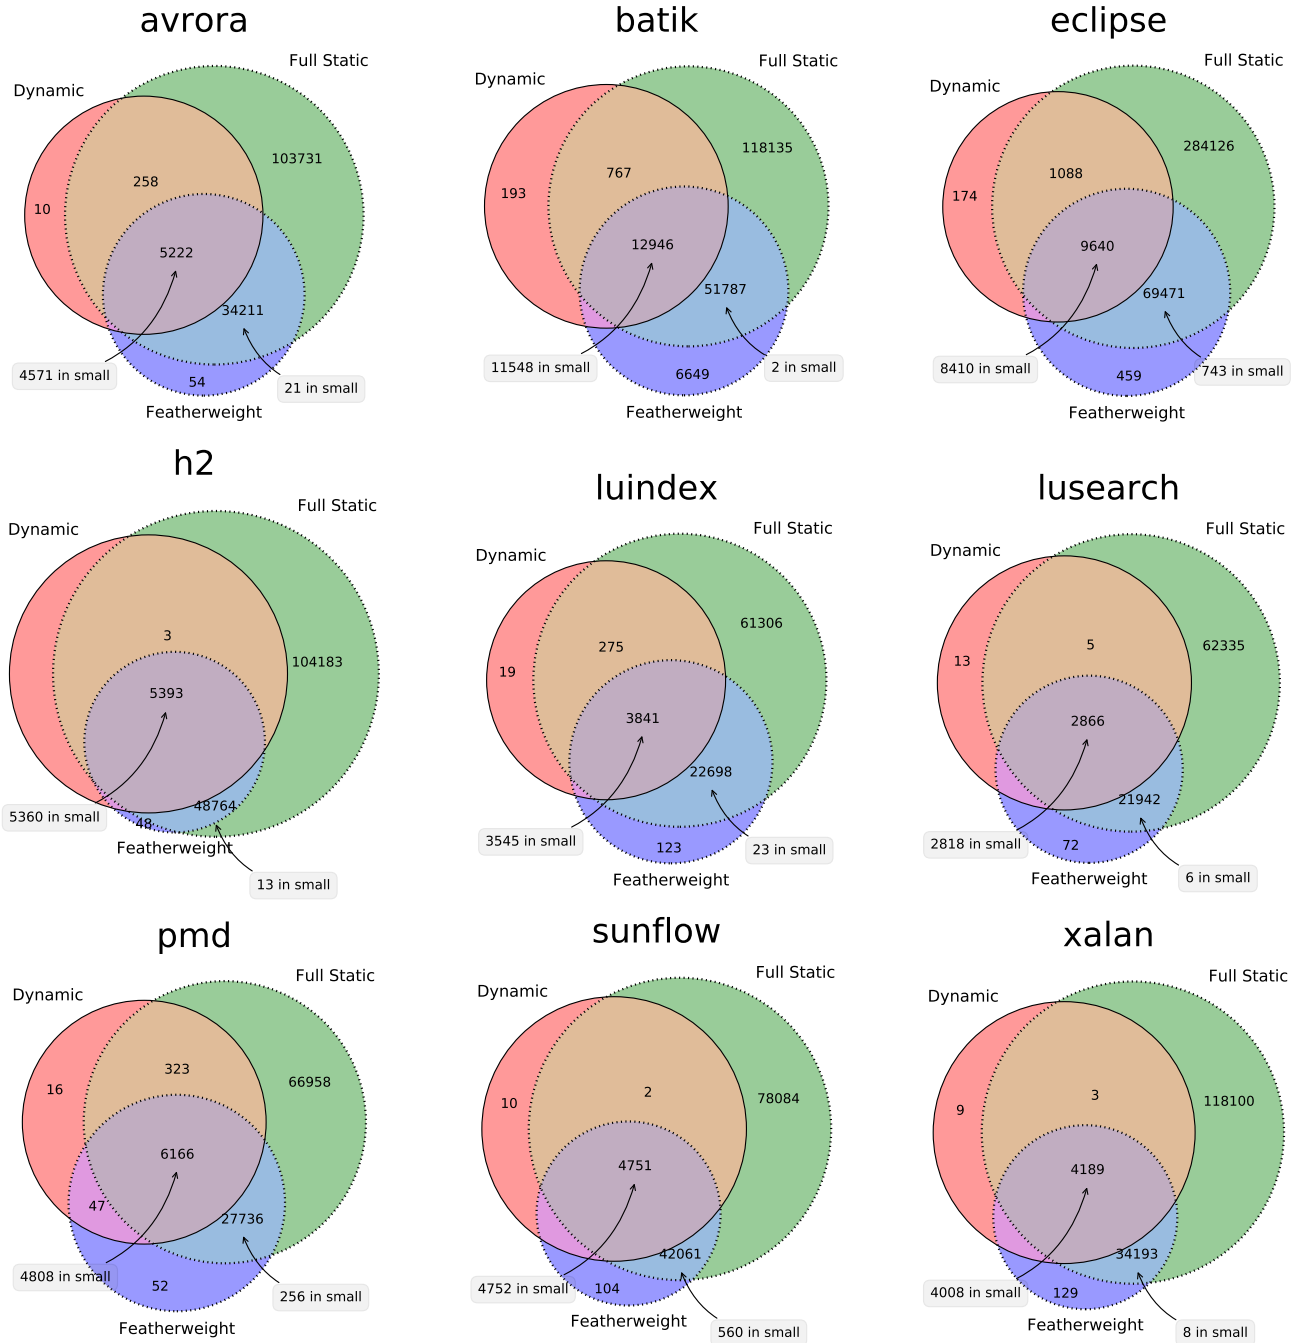 avrora
Dynamic
Full Static
103731
258
10
5222
34211
4571 in small
54
21 in small
Featherweight
batik
Dynamic
Full Static
118135
767
193
12946
51787
11548 in small
6649
2 in small
Featherweight
eclipse
Dynamic
Full Static
284126
1088
174
9640
69471
8410 in small
459
743 in small
Featherweight
h2
Dynamic
Full Static
3
104183
5393
48764
5360 in small
48
Featherweight
13 in small
luindex
Dynamic
Full Static
61306
275
19
3841
22698
3545 in small
123
23 in small
Featherweight
lusearch
Dynamic
Full Static
5
62335
13
2866
21942
2818 in small
72
6 in small
Featherweight
pmd
Dynamic
Full Static
323
66958
16
6166
47
27736
4808 in small
52
256 in small
Featherweight
sunflow
Dynamic
Full Static
2
78084
10
4751
42061
4752 in small
104
Featherweight
560 in small
xalan
Dynamic
Full Static
3
118100
9
4189
34193
4008 in small
129
Featherweight
8 in small